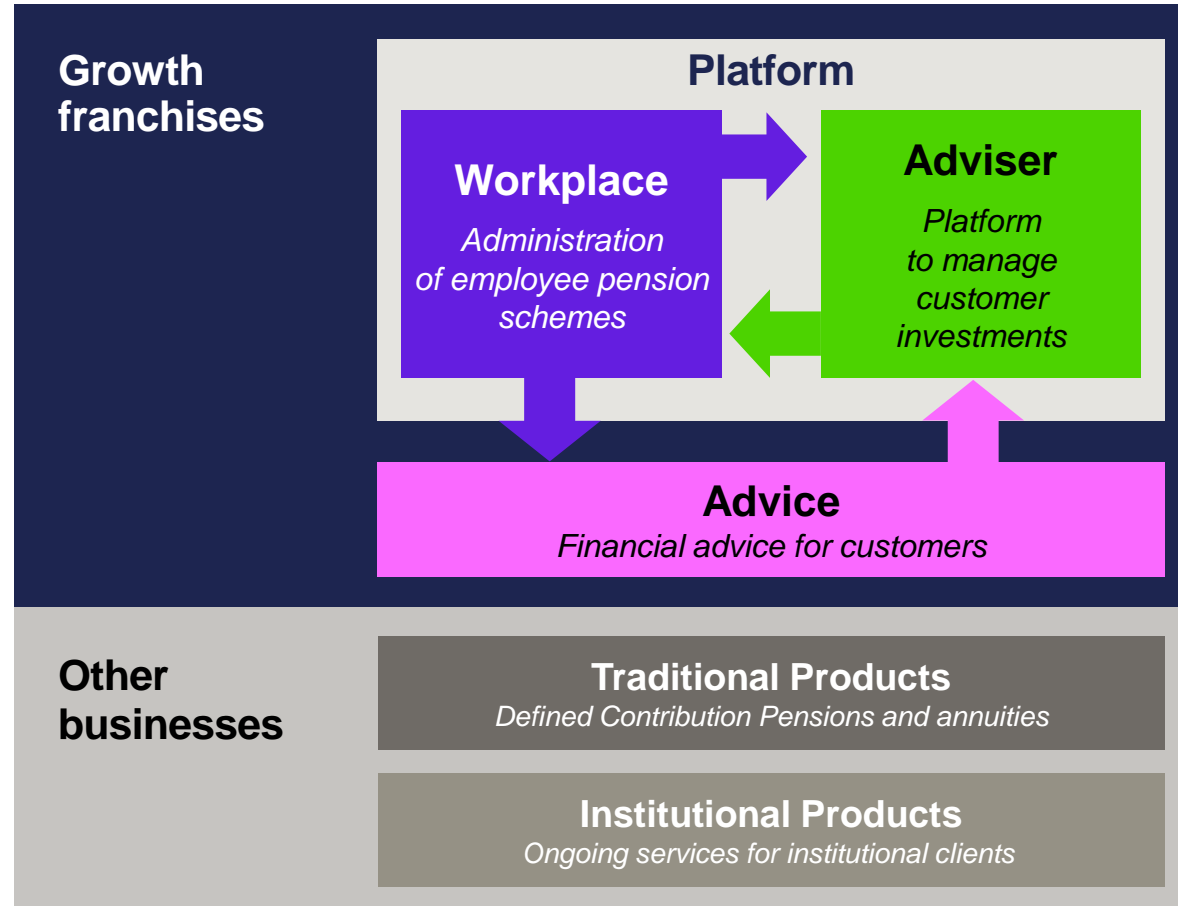 Growth
franchises
Platform
Workplace
Administration
of employee pension
schemes
Adviser
Platform
to manage
customer
investments
Advice
Financial advice for customers
Other
businesses
Traditional Products
Defined Contribution Pensions and annuities
Institutional Products
Ongoing services for institutional clients